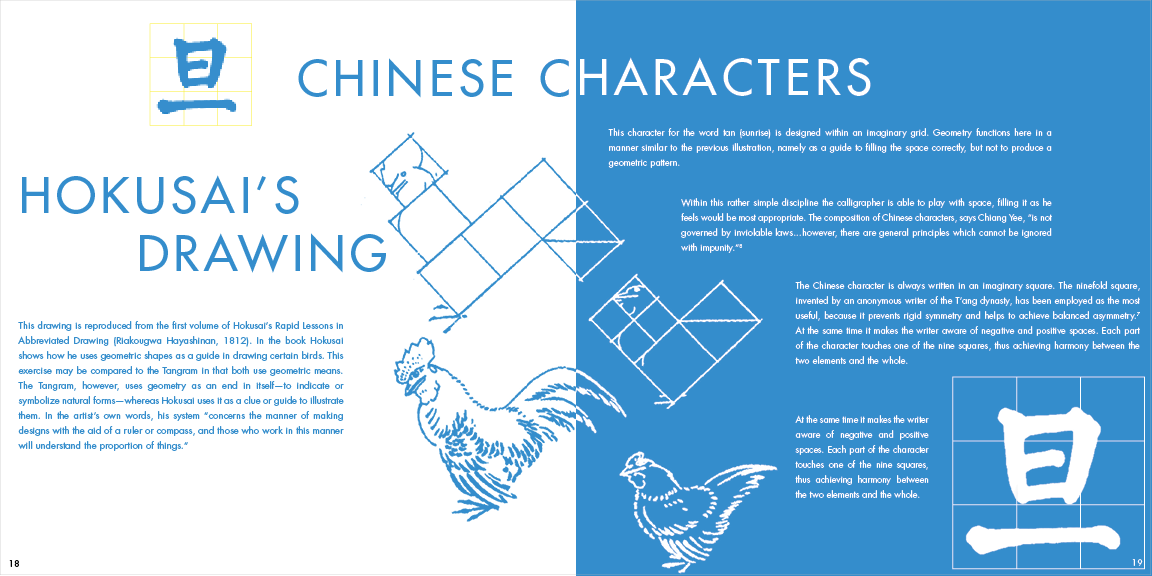 旦
CHINESE CHARACTERS
HOKUSAI’S
DRAWING
This drawing is reproduced from the first volume of Hokusai’s Rapid Lessons in
Abbreviated Drawing (Riakougwa Hayashinan, 1812). In the book Hokusai
shows how he uses geometric shapes as a guide in drawing certain birds. This
exercise may be compared to the Tangram in that both use geometric means.
The Tangram, however, uses geometry as an end in itself—to indicate or
symbolize natural forms—whereas Hokusai uses it as a clue or guide to illustrate
them. In the artist’s own words, his system “concerns the manner of making
designs with the aid of a ruler or compass, and those who work in this manner
will understand the proportion of things.”
18
This character for the word tan (sunrise) is designed within an imaginary grid. Geometry functions here in a
manner similar to the previous illustration, namely as a guide to filling the space correctly, but not to produce a
geometric pattern.
Within this rather simple discipline the calligrapher is able to play with space, filling it as he
feels would be most appropriate. The composition of Chinese characters, says Chiang Yee, “is not
governed by inviolable laws...however, there are general principles which cannot be ignored
with impunity.”⁸
The Chinese character is always written in an imaginary square. The ninefold square,
invented by an anonymous writer of the T’ang dynasty, has been employed as the most
useful, because it prevents rigid symmetry and helps to achieve balanced asymmetry.⁷
At the same time it makes the writer aware of negative and positive spaces. Each part
of the character touches one of the nine squares, thus achieving harmony between the
two elements and the whole.
At the same time it makes the writer
aware of negative and positive
spaces. Each part of the character
touches one of the nine squares,
thus achieving harmony between
the two elements and the whole.
旦
19